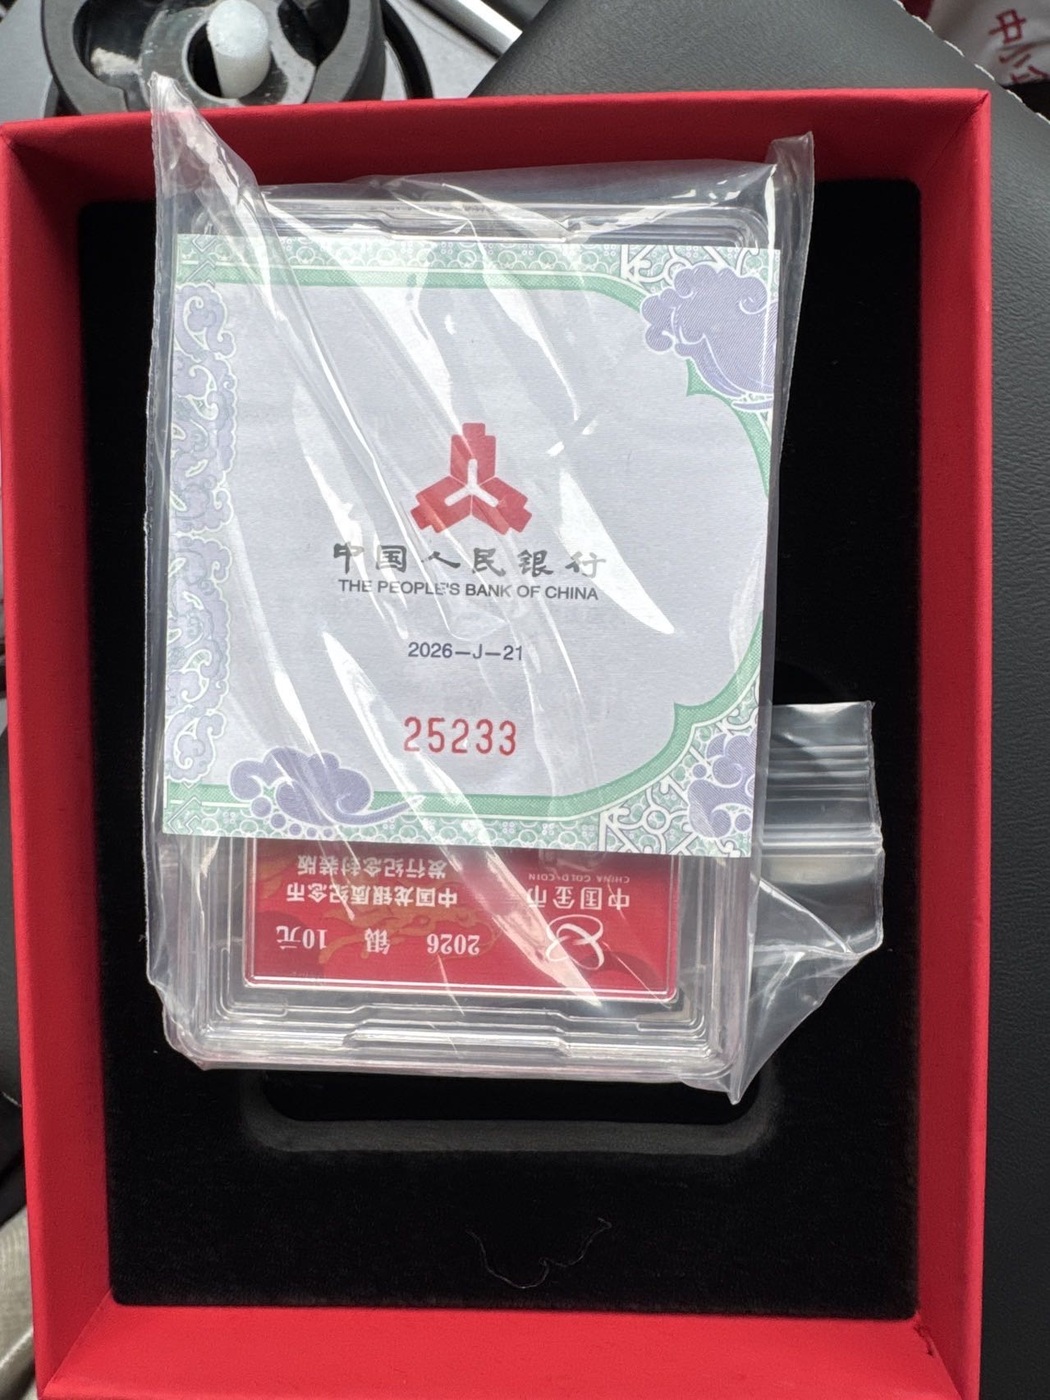 中
中国人民银行
THE PEOPLE'S BANK OF CHINA
2026—J—21
25233
2026 银 10元
中国龙银质纪念币
发行纪念封装版
中国金币
CHINA GOLD COIN